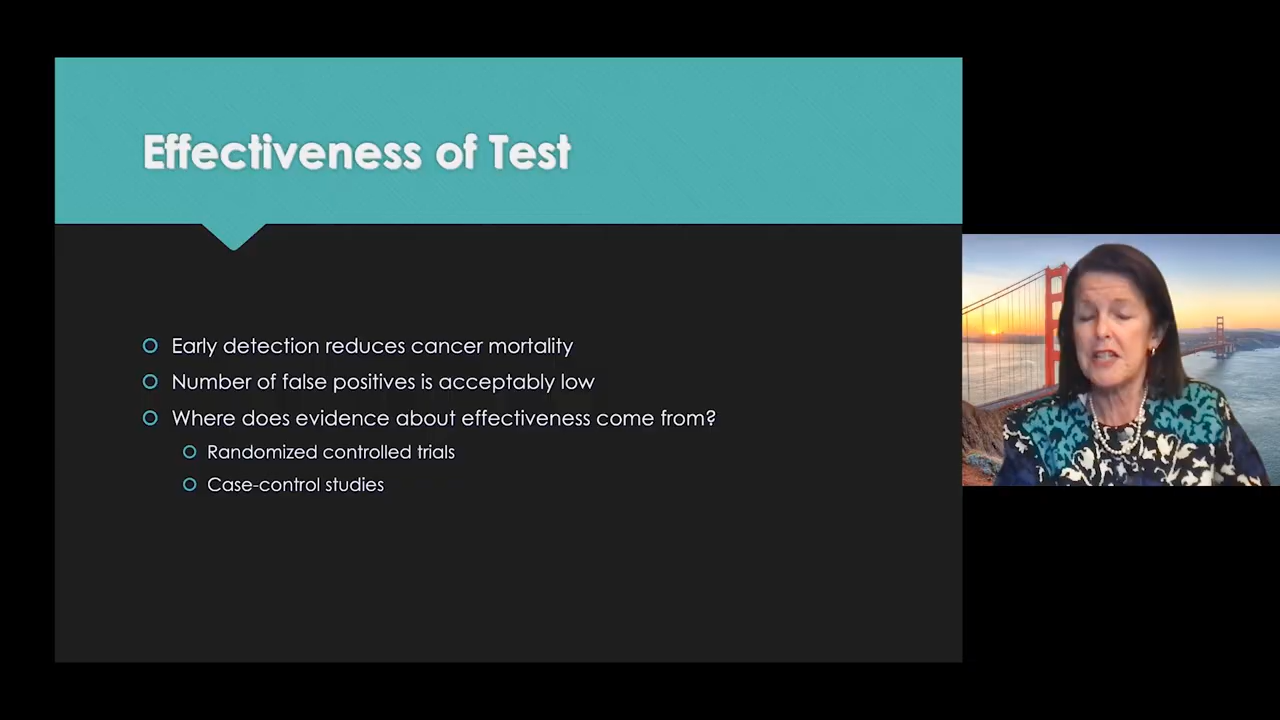 Effectiveness of Test
Early detection reduces cancer mortality
Number of false positives is acceptably low
Where does evidence about effectiveness come from?
Randomized controlled trials
Case-control studies